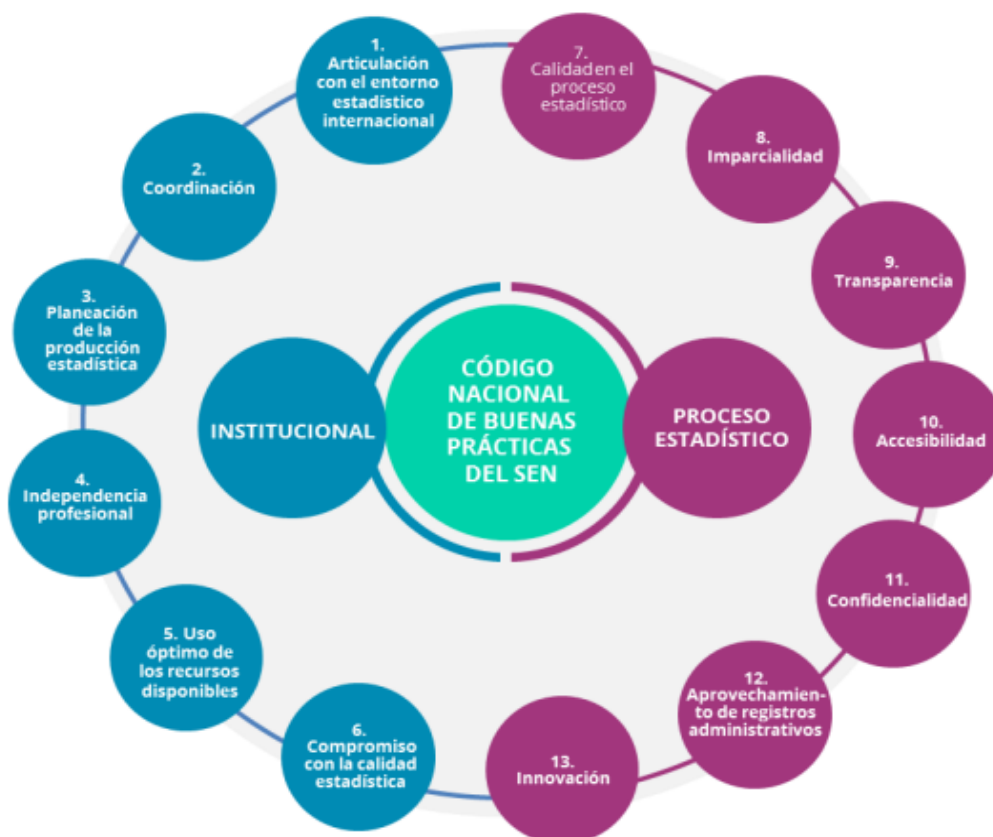 1.
Articulación
con el entorno
estadístico
internacional
2.
Coordinación
3.
Planeación
de la
producción
estadística
4.
Independencia
profesional
5. Uso
óptimo de
los recursos
disponibles
6.
Compromiso
con la calidad
estadística
INSTITUCIONAL
CÓDIGO
NACIONAL
DE BUENAS
PRÁCTICAS
DEL SEN
PROCESO
ESTADÍSTICO
7.
Calidad en el
proceso
estadístico
8.
Imparcialidad
9.
Transparencia
10.
Accesibilidad
11.
Confidencialidad
12.
Aprovechamien-
to de registros
administrativos
13.
Innovación